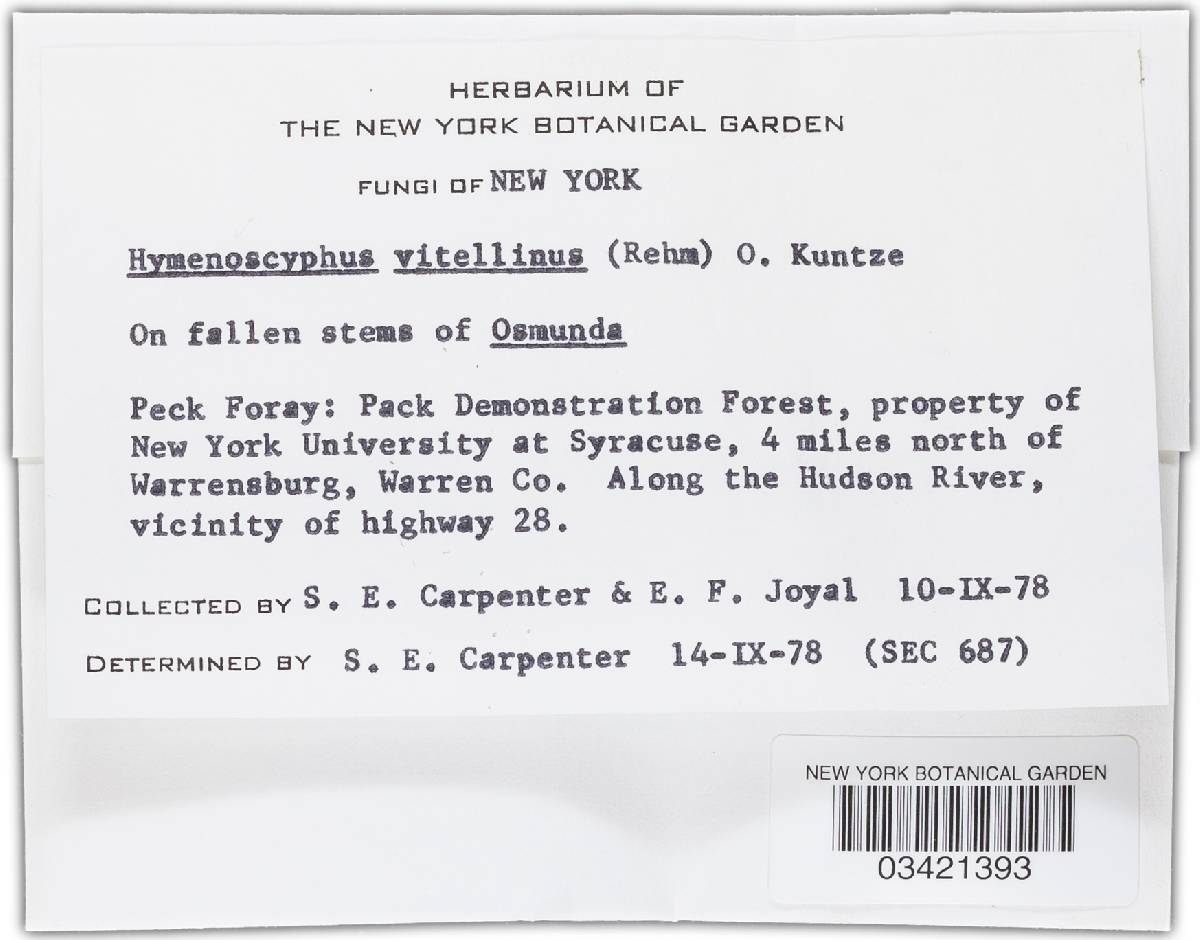 HERBARIUM OF
THE NEW YORK BOTANICAL GARDEN
FUNGI OF NEW YORK
Hymenoscyphus vitellinus (Rehm) O. Kuntze
On fallen stems of Osmunda
Peck Foray: Pack Demonstration Forest, property of
New York University at Syracuse, 4 miles north of
Warrensburg, Warren Co. Along the Hudson River,
vicinity of highway 28.
COLLECTED BY S. E. Carpenter & E. F. Joyal 10-IX-78
DETERMINED BY S. E. Carpenter 14-IX-78 (SEC 687)
NEW YORK BOTANICAL GARDEN
03421393